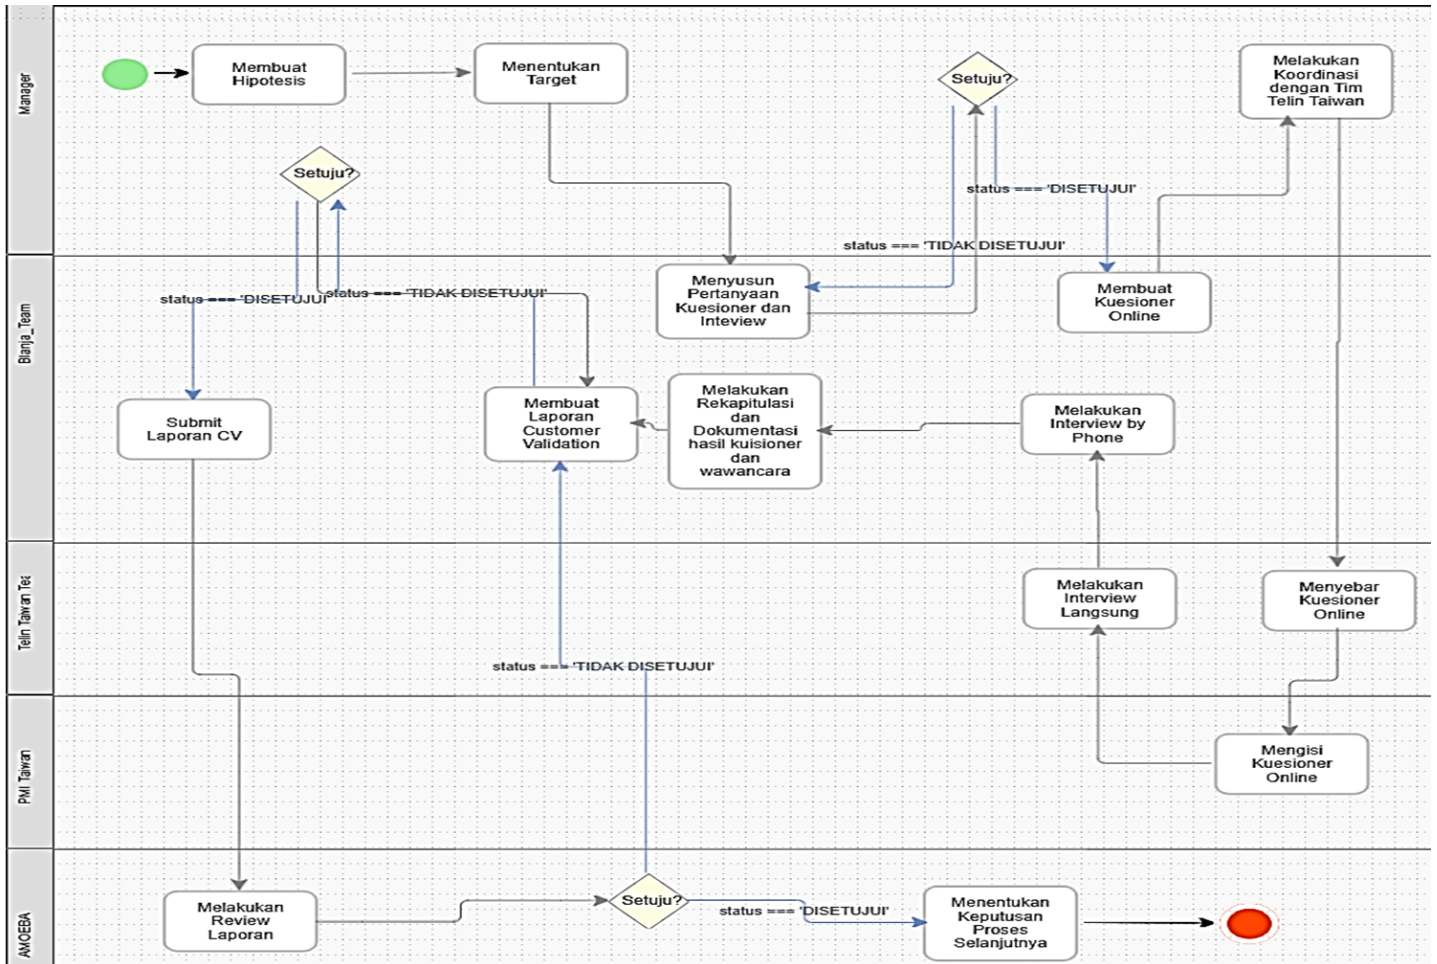 Manager
Membuat
Hipotesis
Menentukan
Target
Setuju?
Melakukan
Koordinasi
dengan Tim
Telin Taiwan
Setuju?
status === 'DISETUJUI'
status === 'TIDAK DISETUJUI'
Blanja_Team
Menyusun
Pertanyaan
Kuesioner dan
Inteview
Membuat
Kuesioner
Online
status === 'DISETUJUI'
status === 'TIDAK DISETUJUI'
Submit
Laporan CV
Membuat
Laporan
Customer
Validation
Melakukan
Rekapitulasi
dan
Dokumentasi
hasil kuisioner
dan
wawancara
Melakukan
Interview by
Phone
Telin Taiwan Tea
Melakukan
Interview
Langsung
Menyebar
Kuesioner
Online
status === 'TIDAK DISETUJUI'
PMI Taiwan
Mengisi
Kuesioner
Online
AMOEBA
Melakukan
Review
Laporan
Setuju?
status === 'DISETUJUI'
Menentukan
Keputusan
Proses
Selanjutnya